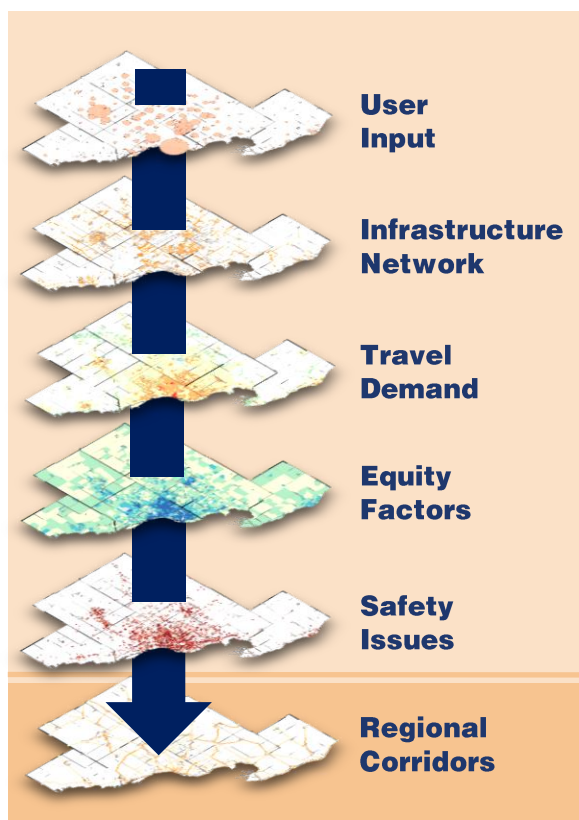 User
Input
Infrastructure
Network
Travel
Demand
Equity
Factors
Safety
Issues
Regional
Corridors